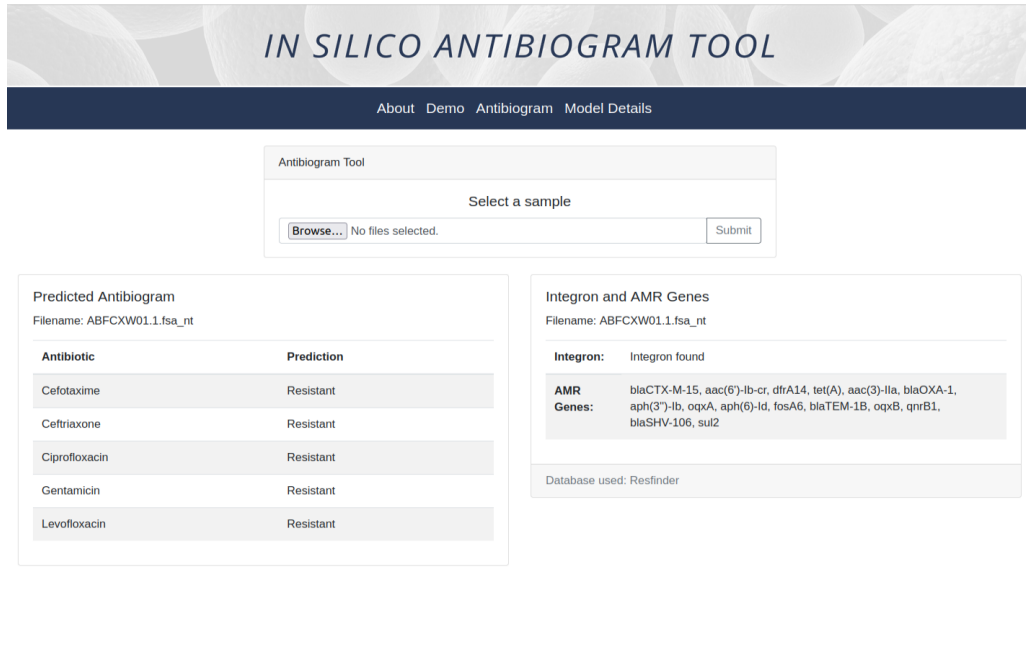 IN SILICO ANTIBIOGRAM TOOL
About Demo Antibiogram Model Details
Antibiogram Tool
Select a sample
Browse... No files selected. Submit
Predicted Antibiogram
Filename: ABFCXW01.1.fsa_nt
Antibiotic Prediction
Cefotaxime Resistant
Ceftriaxone Resistant
Ciprofloxacin Resistant
Gentamicin Resistant
Levofloxacin Resistant
Integron and AMR Genes
Filename: ABFCXW01.1.fsa_nt
Integron: Integron found
AMR Genes: blaCTX-M-15, aac(6')-Ib-cr, dfrA14, tet(A), aac(3)-IIa, blaOXA-1,
aph(3'')-Ib, oqxA, aph(6)-Id, fosA6, blaTEM-1B, oqxB, qnrB1,
blaSHV-106, sul2
Database used: Resfinder